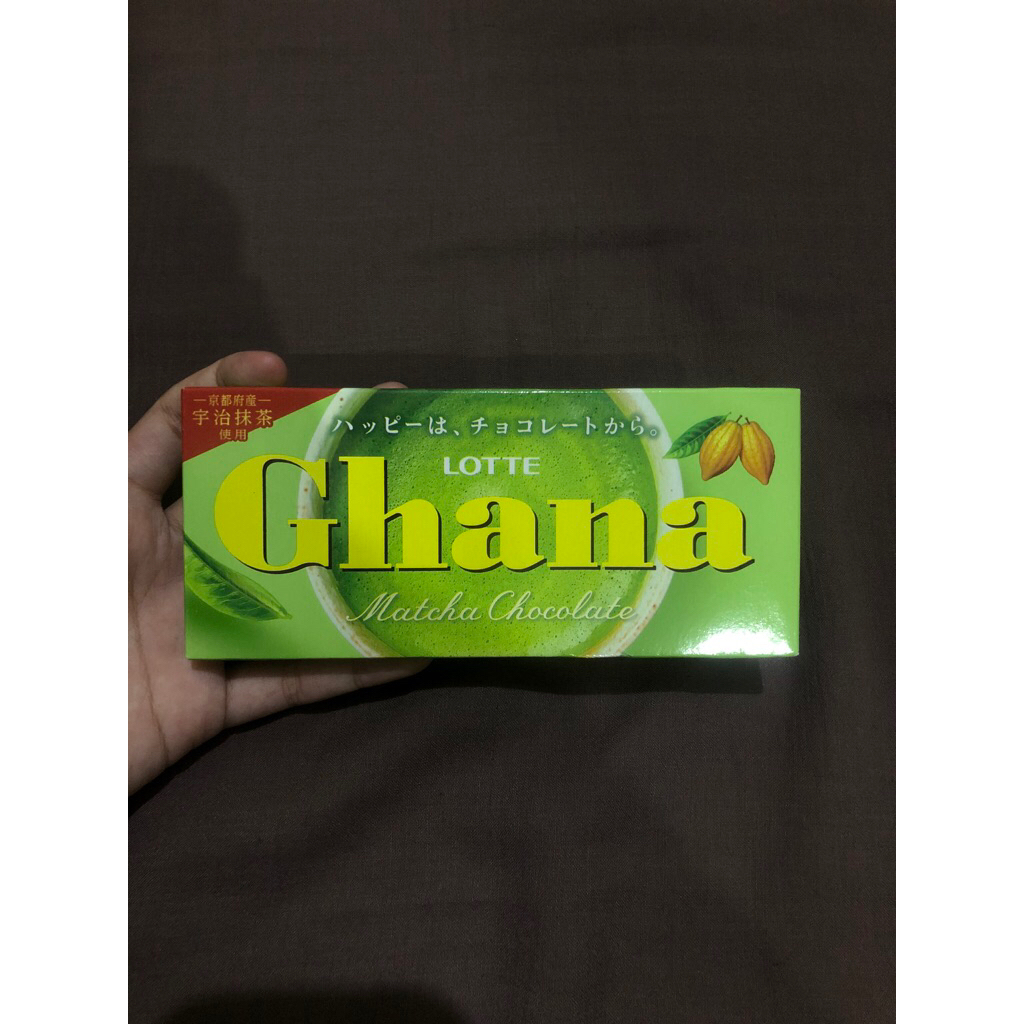 ―京都府産―
宇治抹茶
使用
ハッピーは、チョコレートから。
LOTTE
Ghana
Matcha Chocolate